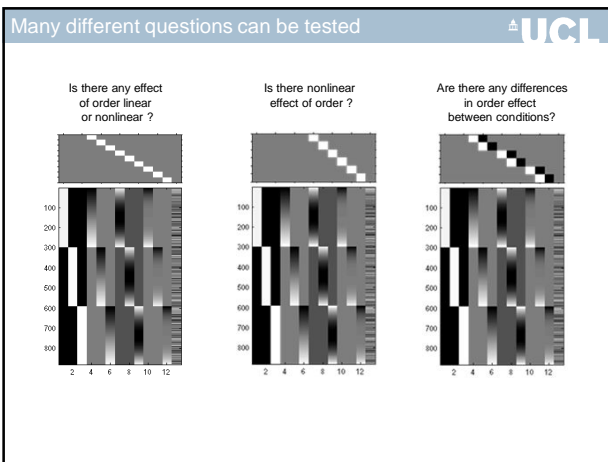 Many different questions can be tested
UCL
Is there any effect
of order linear
or nonlinear ?
100
200
300
400
500
600
700
800
2 4 6 8 10 12
Is there nonlinear
effect of order ?
100
200
300
400
500
600
700
800
2 4 6 8 10 12
Are there any differences
in order effect
between conditions?
100
200
300
400
500
600
700
800
2 4 6 8 10 12